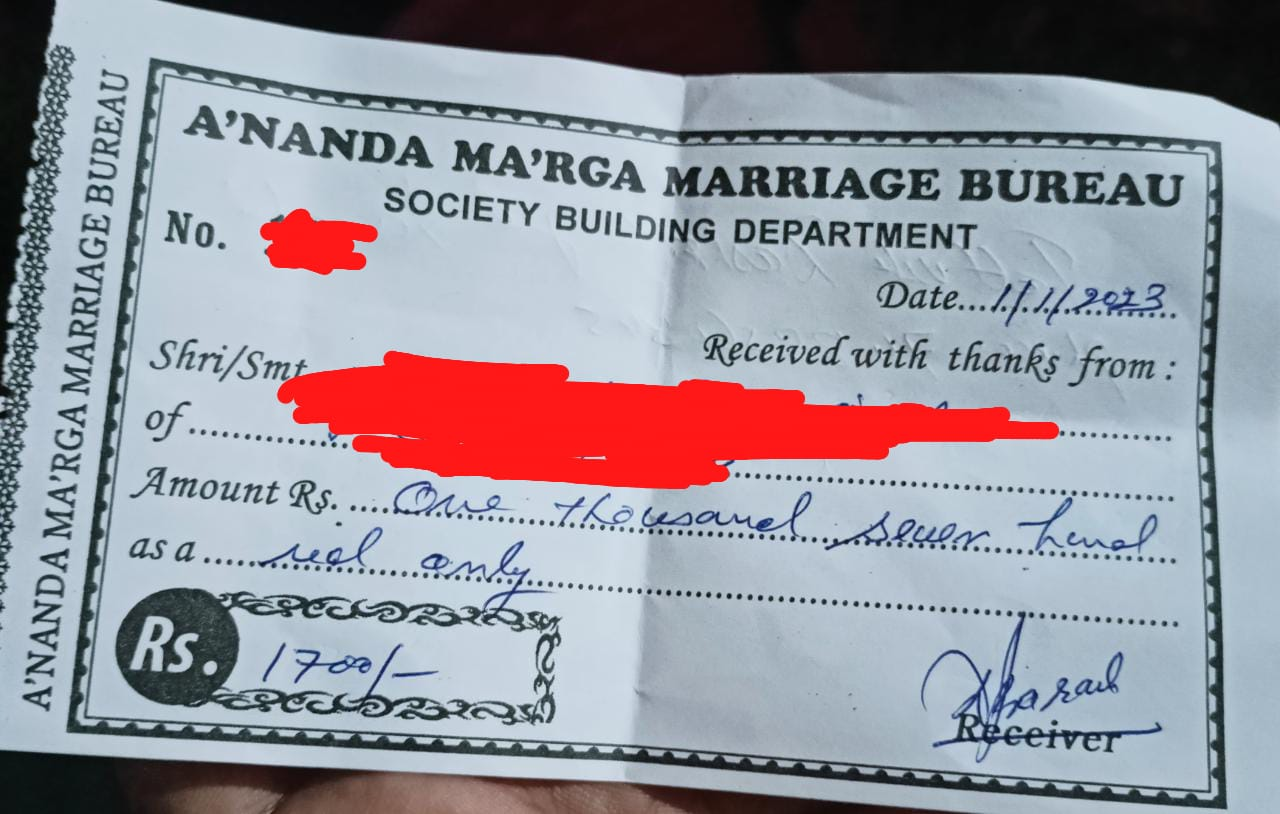 A'NANDA MA'RGA MARRIAGE BUREAU
A'NANDA MA'RGA MARRIAGE BUREAU
SOCIETY BUILDING DEPARTMENT
No.
Date...1/1/2023
Received with thanks from :
Shri/Smt
of
Amount Rs. .... One thousand seven hund
as a .... red only
Rs. 1700/-
Receiver